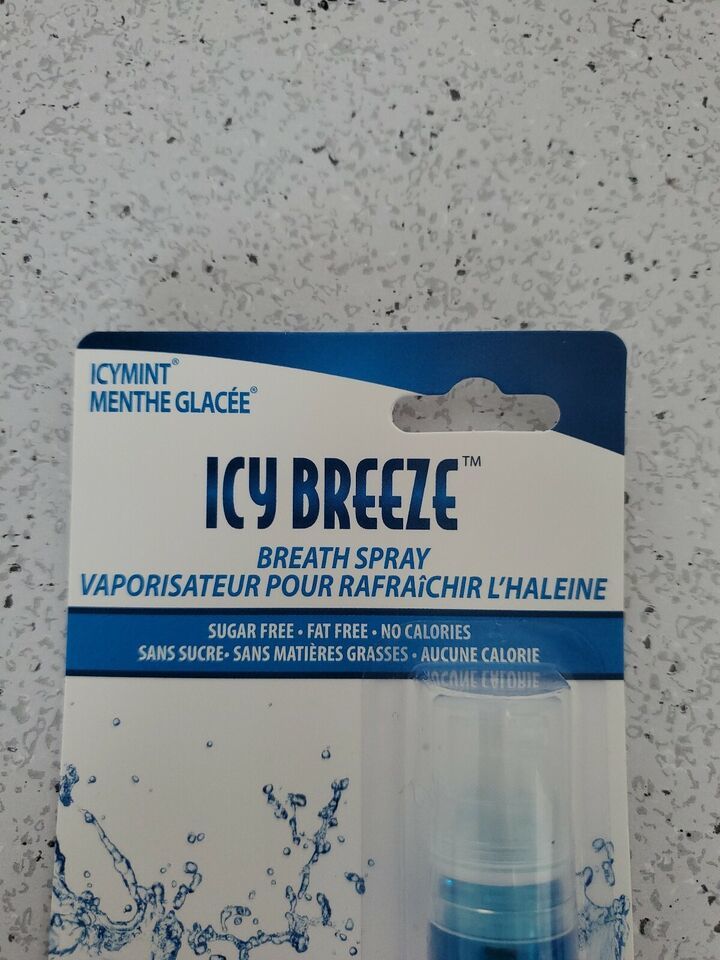 ICYMINT®
MENTHE GLACÉE®
ICY BREEZE™
BREATH SPRAY
VAPORISATEUR POUR RAFRAîCHIR L'HALEINE
SUGAR FREE • FAT FREE • NO CALORIES
SANS SUCRE• SANS MATIÈRES GRASSES • AUCUNE CALORIE